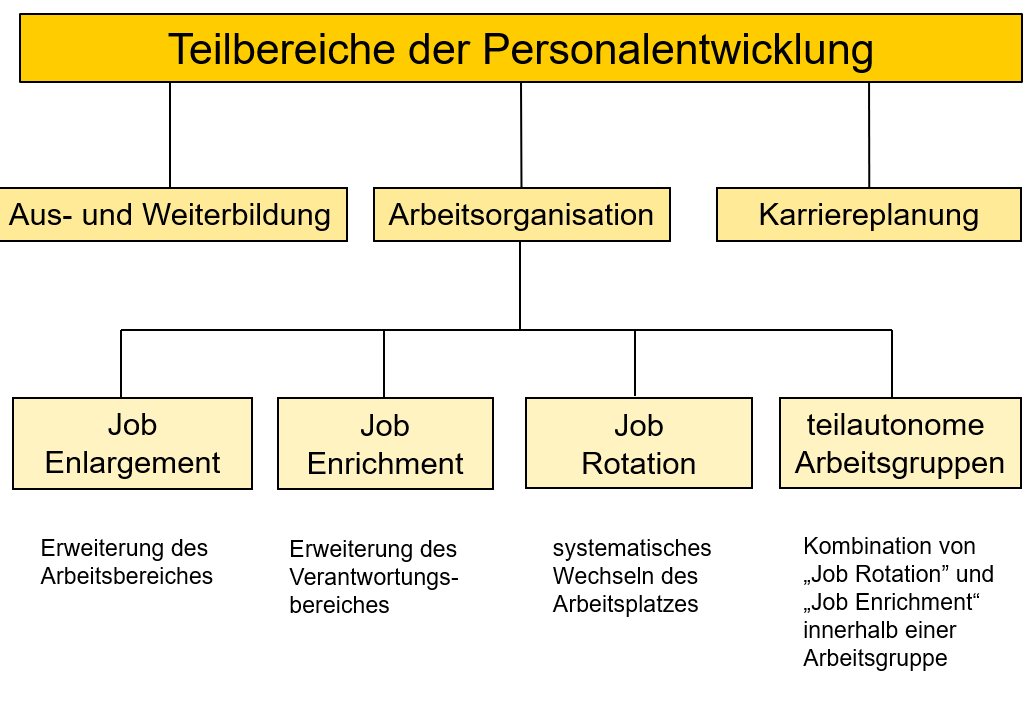 Teilbereiche der Personalentwicklung
Aus- und Weiterbildung
Arbeitsorganisation
Karriereplanung
Job
Enlargement
Job
Enrichment
Job
Rotation
teilautonome
Arbeitsgruppen
Erweiterung des
Arbeitsbereiches
Erweiterung des
Verantwortungs-
bereiches
systematisches
Wechseln des
Arbeitsplatzes
Kombination von
„Job Rotation” und
„Job Enrichment“
innerhalb einer
Arbeitsgruppe